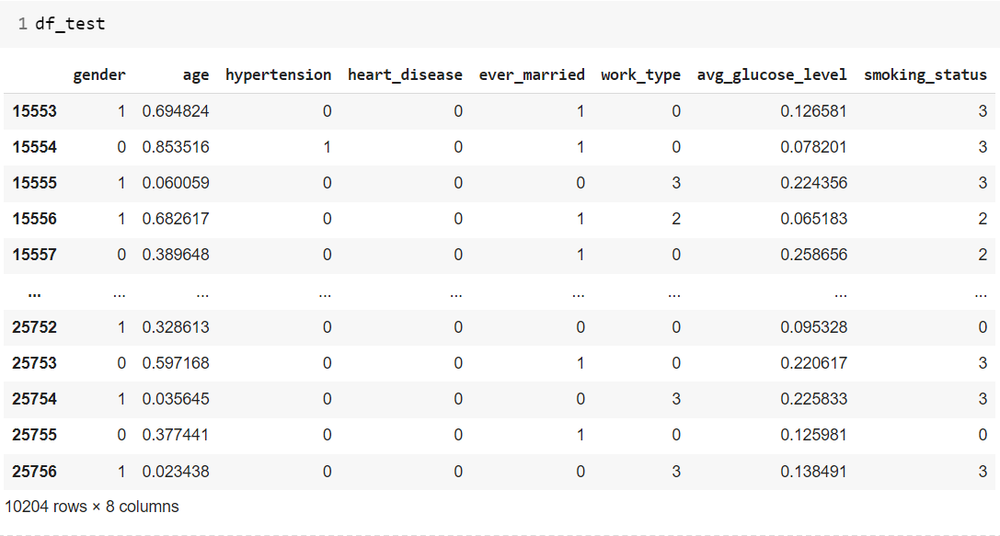 1 df_test
gender age hypertension heart_disease ever_married work_type avg_glucose_level smoking_status
15553 1 0.694824 0 0 1 0 0.126581 3
15554 0 0.853516 1 0 1 0 0.078201 3
15555 1 0.060059 0 0 0 3 0.224356 3
15556 1 0.682617 0 0 1 2 0.065183 2
15557 0 0.389648 0 0 1 0 0.258656 2
... ... ... ... ... ... ... ... ...
25752 1 0.328613 0 0 0 0 0.095328 0
25753 0 0.597168 0 0 1 0 0.220617 3
25754 1 0.035645 0 0 0 3 0.225833 3
25755 0 0.377441 0 0 1 0 0.125981 0
25756 1 0.023438 0 0 0 3 0.138491 3
10204 rows × 8 columns